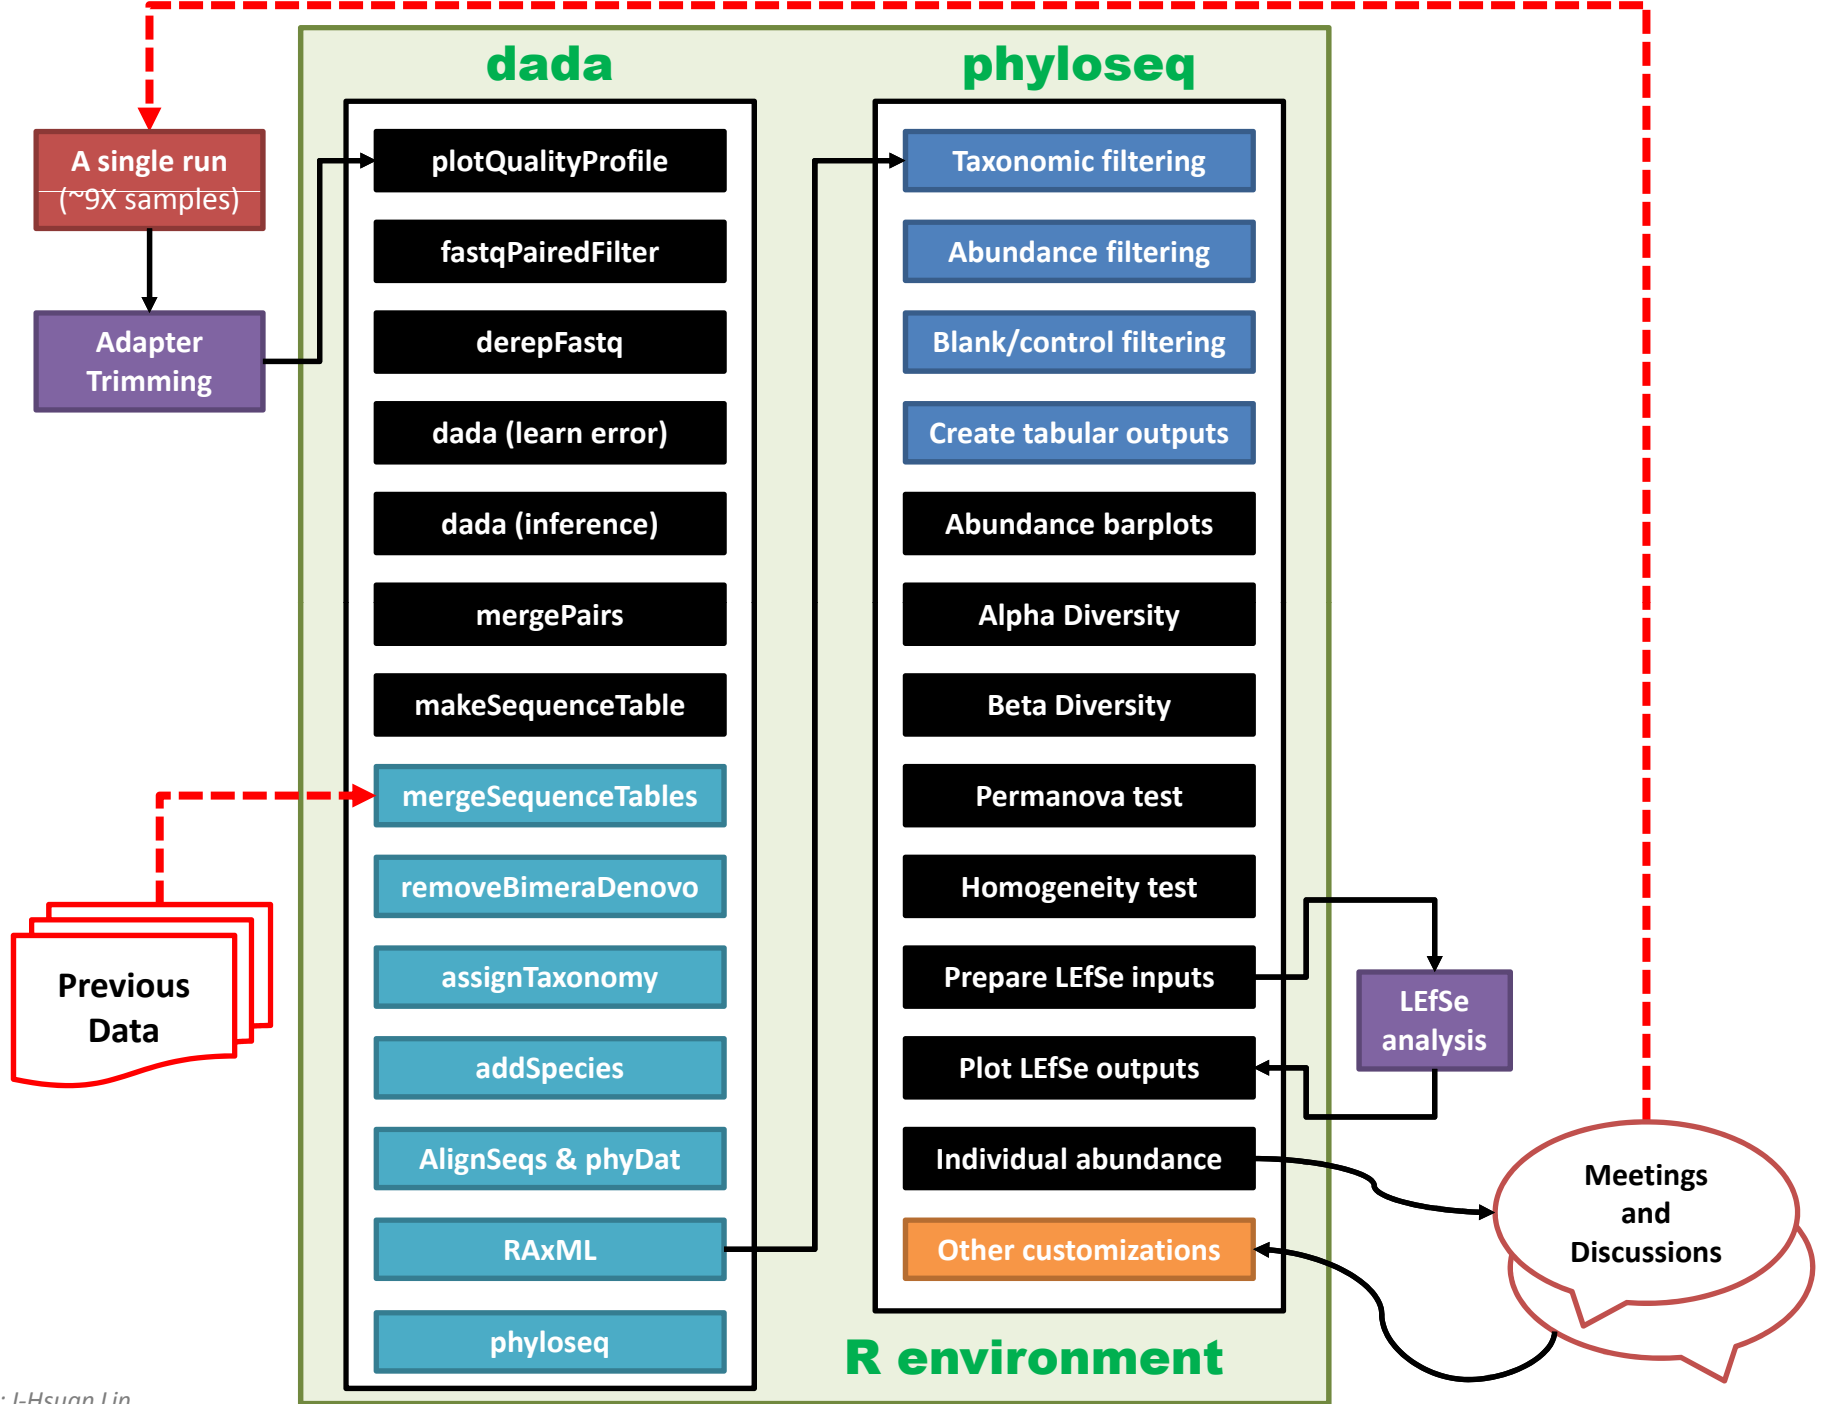 dada
phyloseq
A single run
(~9X samples)
Adapter
Trimming
plotQualityProfile
fastqPairedFilter
derepFastq
dada (learn error)
dada (inference)
mergePairs
makeSequenceTable
mergeSequenceTables
removeBimeraDenovo
assignTaxonomy
addSpecies
AlignSeqs & phyDat
RAxML
phyloseq
Previous
Data
Taxonomic filtering
Abundance filtering
Blank/control filtering
Create tabular outputs
Abundance barplots
Alpha Diversity
Beta Diversity
Permanova test
Homogeneity test
Prepare LEfSe inputs
Plot LEfSe outputs
Individual abundance
Other customizations
LEfSe
analysis
Meetings
and
Discussions
R environment
: I-Hsuan Lin